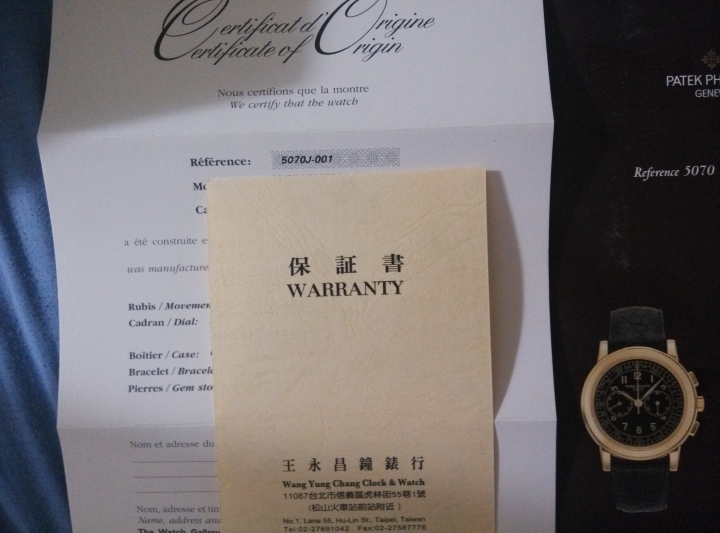 Certificat d'Origine
Certificate of Origin
Nous certifions que la montre
We certify that the watch
Référence: 5070J-001
a été construite
was manufacture
Rubis / Movemen
Cadran / Dial:
Boîtier / Case:
Bracelet / Bracele
Pierres / Gem sto
Nom et adresse du
Nom, adresse et tim
Name, address and
The Watch Gallery
保証書
WARRANTY
王永昌鐘錶行
Wang Yung Chang Clock & Watch
11087台北市信義區虎林街55巷1號
(松山火車站前站附近)
No.1, Lane 55, Hu-Lin St., Taipei, Taiwan
Tel:02-27691042 Fax:02-27567776
PATEK PH
GENEV
Reference 5070